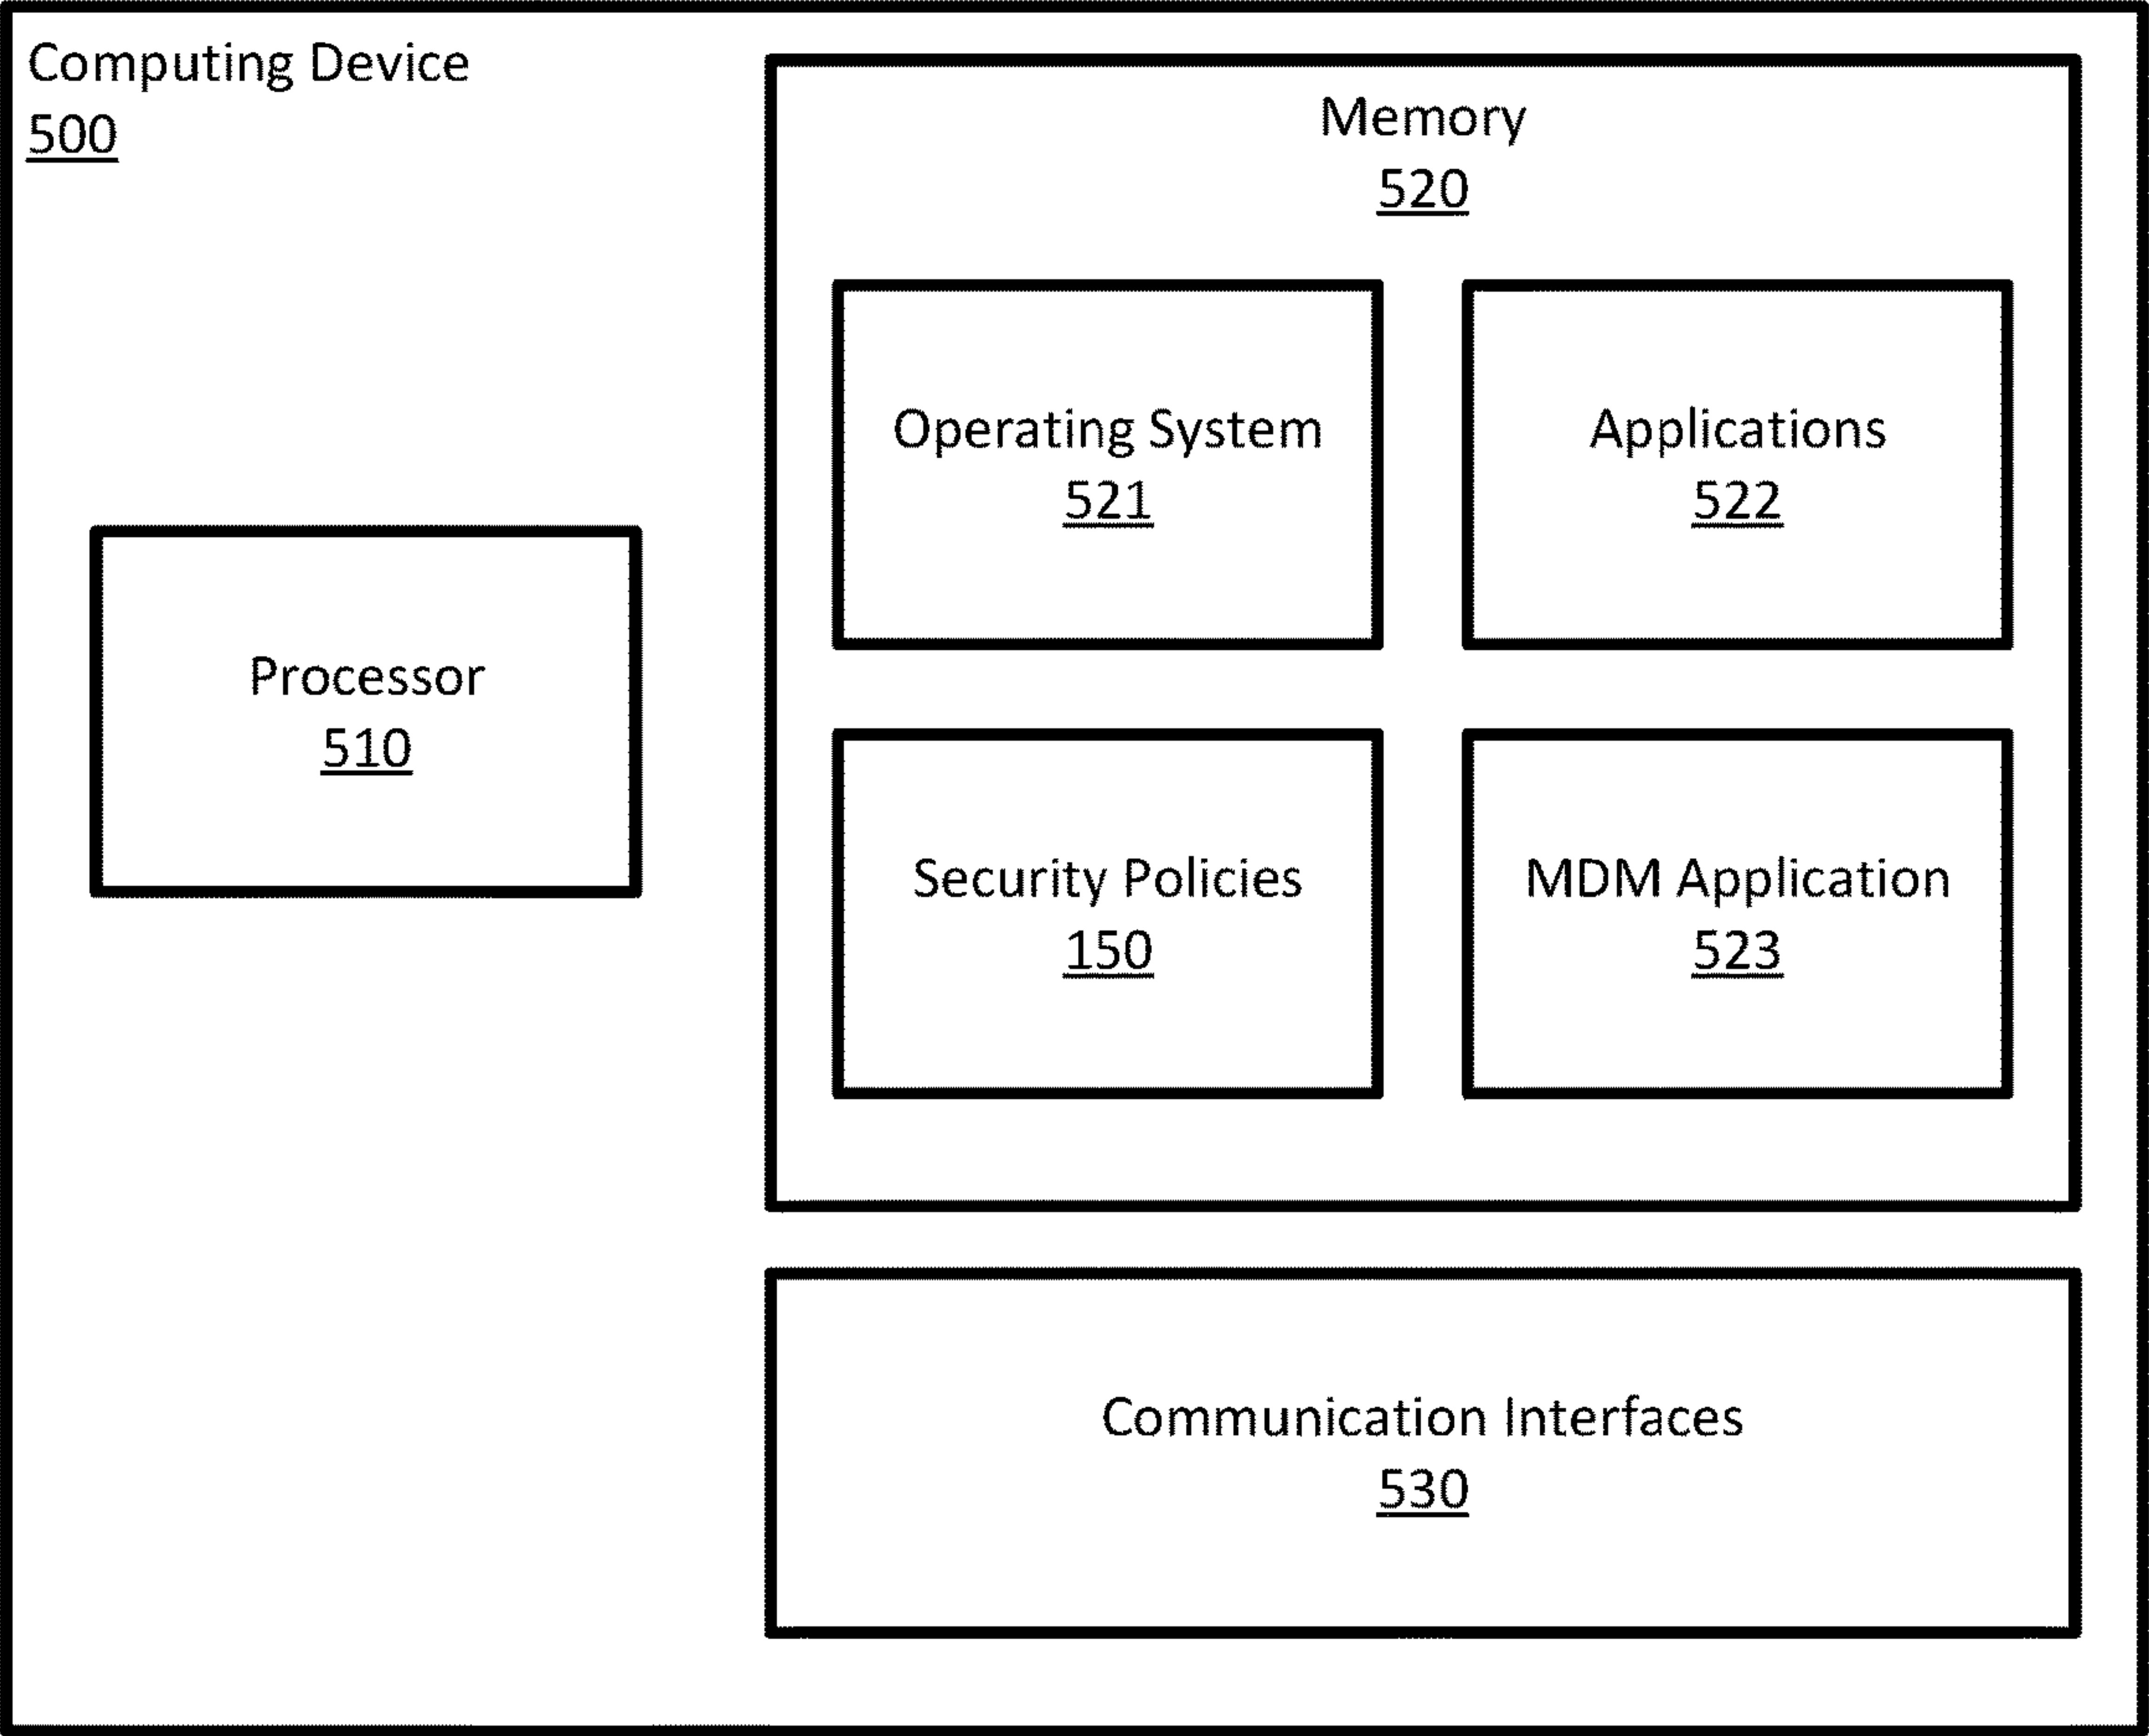 Computing Device
500
Memory
520
Operating System
521
Applications
522
Processor
510
Security Policies
150
MDM Application
523
Communication Interfaces
530